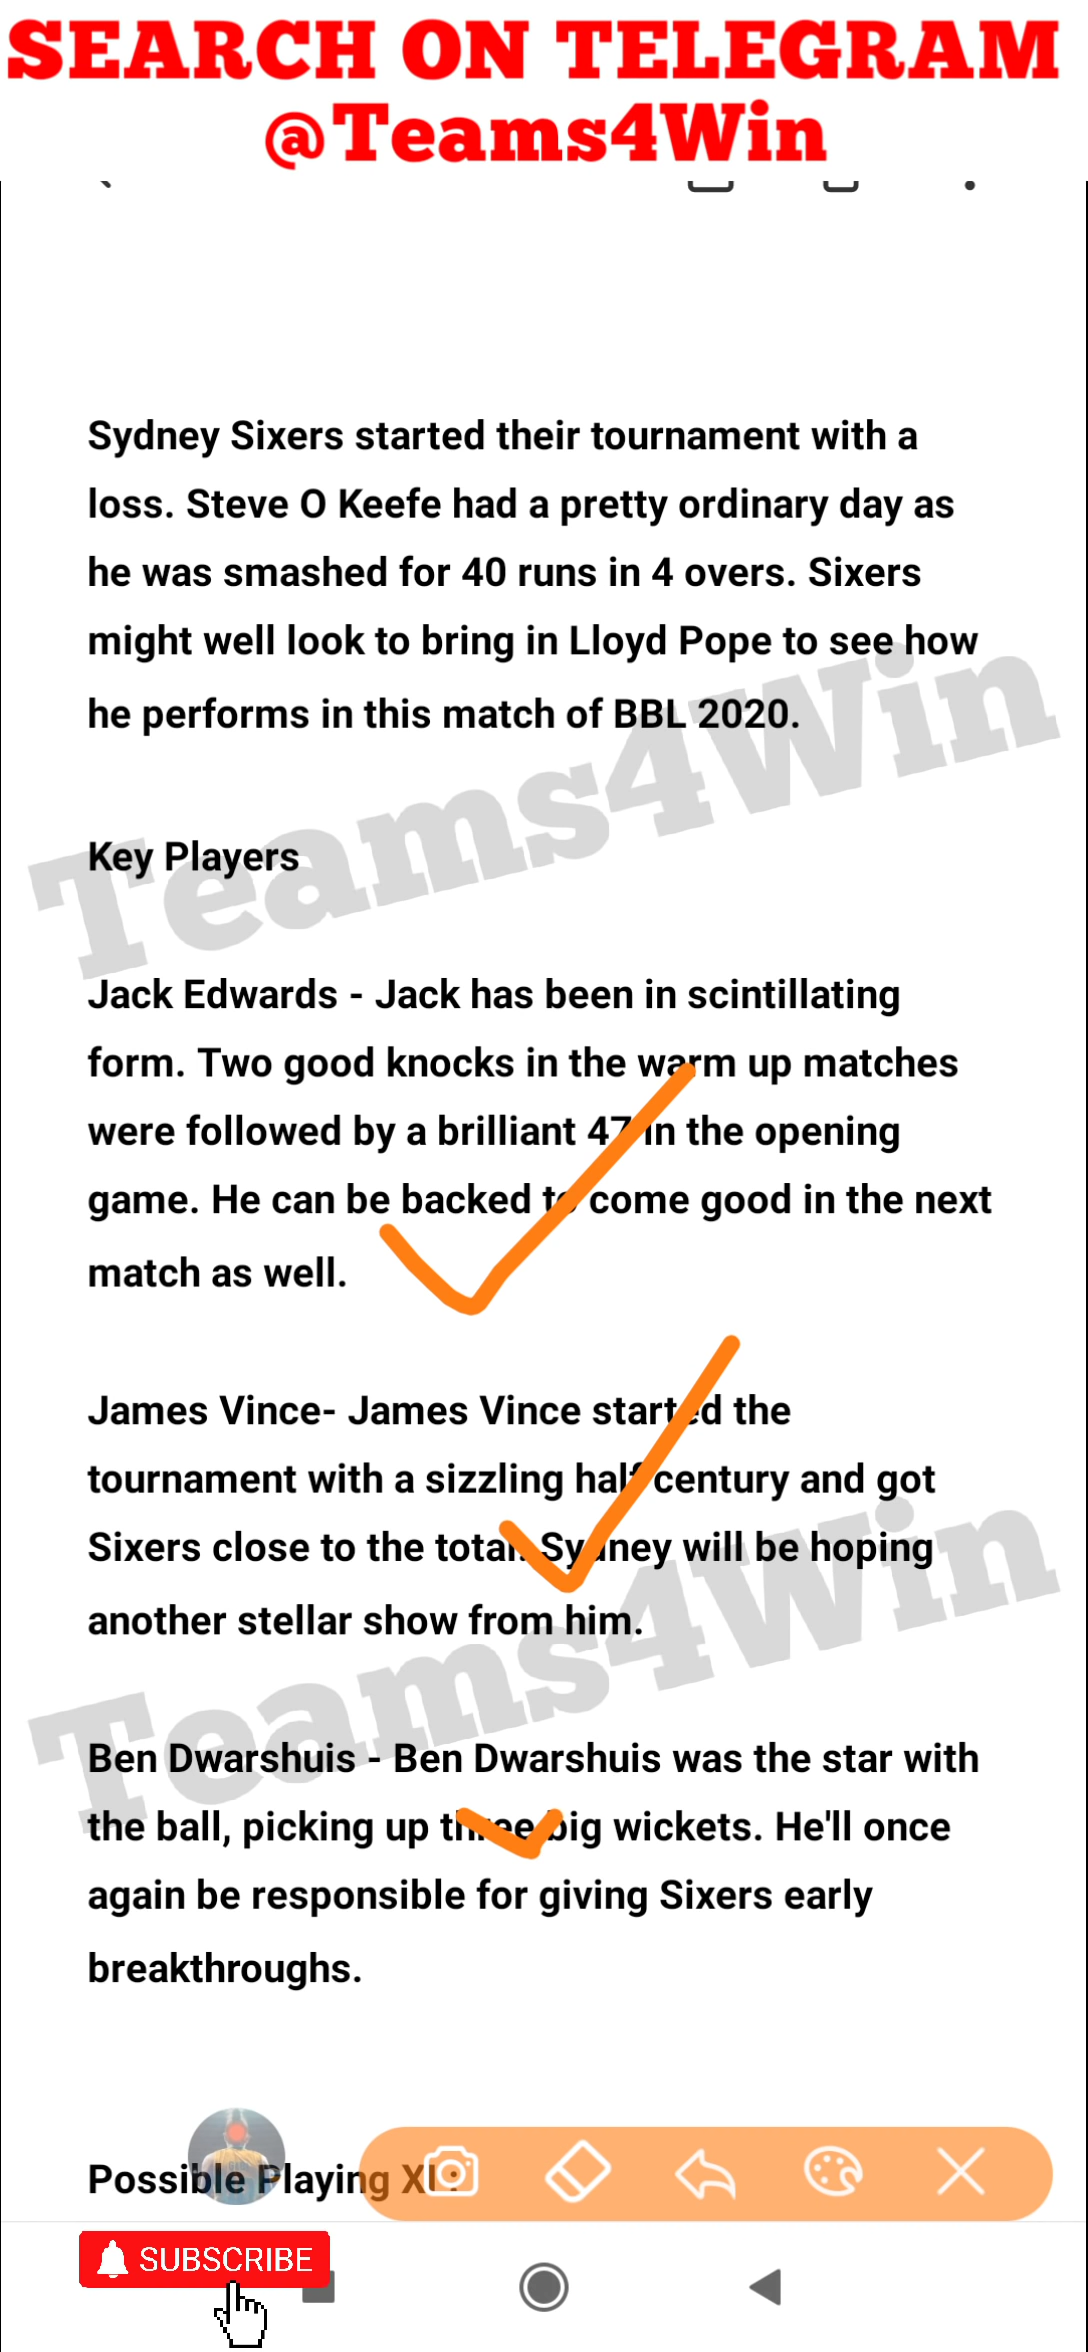 SEARCH ON TELEGRAM
@Teams4Win
Sydney Sixers started their tournament with a
loss. Steve O Keefe had a pretty ordinary day as
he was smashed for 40 runs in 4 overs. Sixers
might well look to bring in Lloyd Pope to see how
he performs in this match of BBL 2020.
Teams4Win
Key Players
Jack Edwards - Jack has been in scintillating
form. Two good knocks in the warm up matches
were followed by a brilliant 47 in the opening
game. He can be backed to come good in the next
match as well.
James Vince- James Vince started the
tournament with a sizzling half century and got
Sixers close to the total. Sydney will be hoping
another stellar show from him.
Teams4Win
Ben Dwarshuis - Ben Dwarshuis was the star with
the ball, picking up three big wickets. He'll once
again be responsible for giving Sixers early
breakthroughs.
Possible Playing XI :
SUBSCRIBE